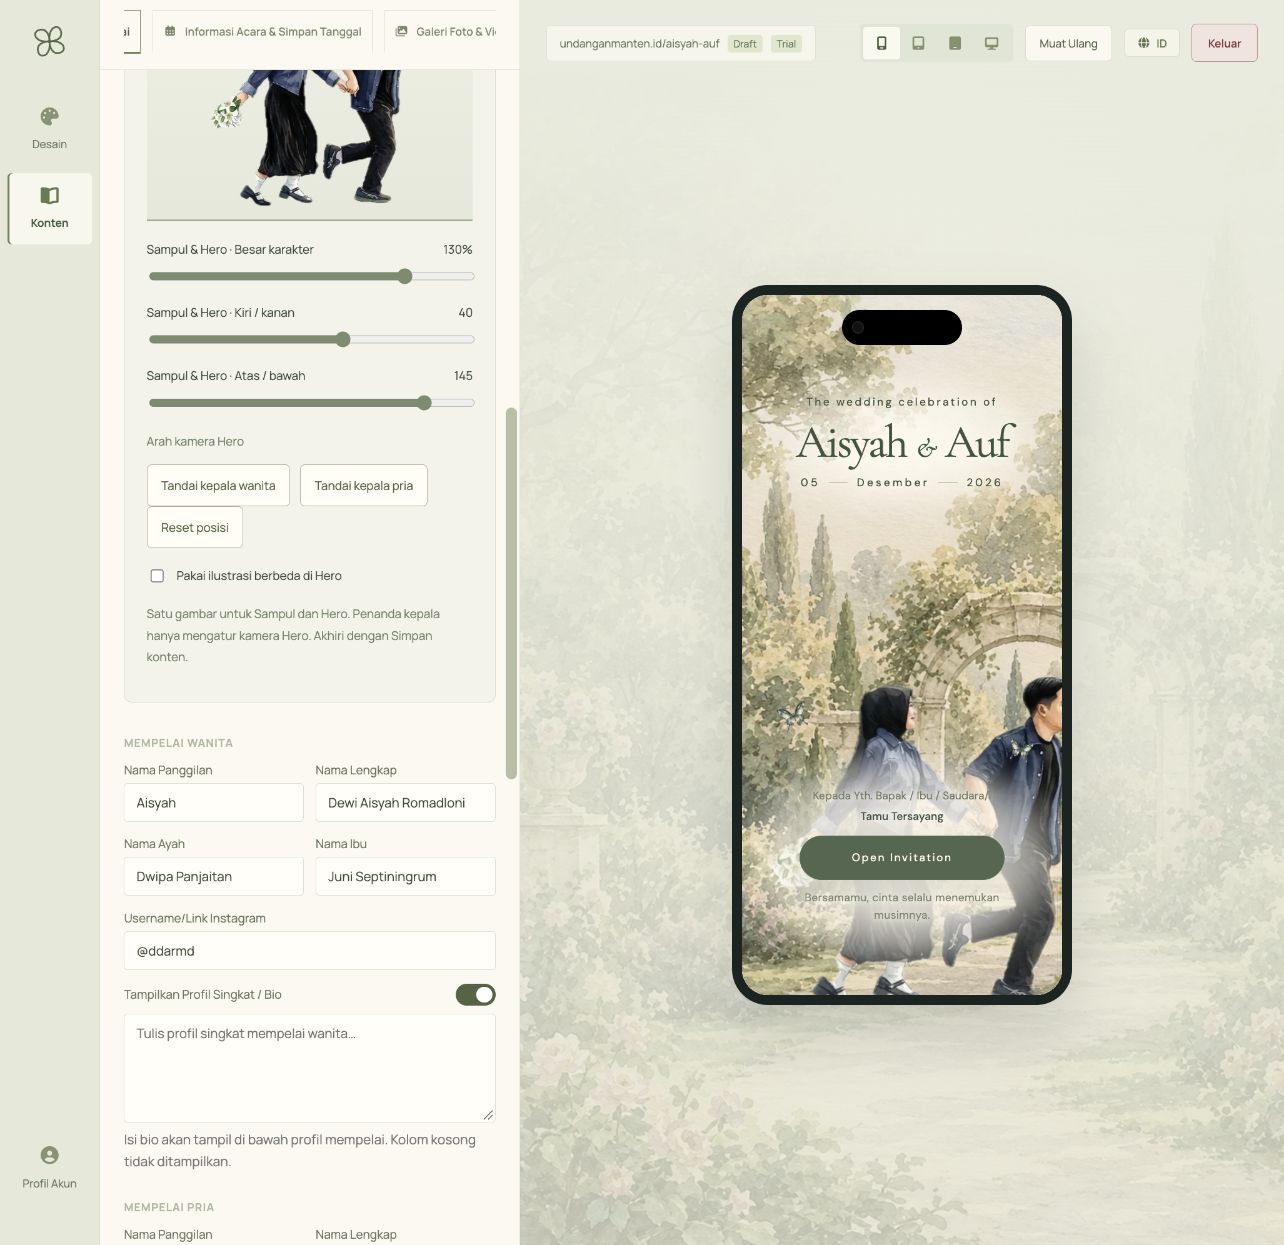 Desain
Konten
Profil Akun
ai
Informasi Acara & Simpan Tanggal
Galeri Foto & Vi
Sampul & Hero · Besar karakter 130%
Sampul & Hero · Kiri / kanan 40
Sampul & Hero · Atas / bawah 145
Arah kamera Hero
Tandai kepala wanita
Tandai kepala pria
Reset posisi
Pakai ilustrasi berbeda di Hero
Satu gambar untuk Sampul dan Hero. Penanda kepala
hanya mengatur kamera Hero. Akhiri dengan Simpan
konten.
MEMPELAI WANITA
Nama Panggilan
Nama Lengkap
Aisyah
Dewi Aisyah Romadloni
Nama Ayah
Nama Ibu
Dwipa Panjaitan
Juni Septiningrum
Username/Link Instagram
@ddarmd
Tampilkan Profil Singkat / Bio
Tulis profil singkat mempelai wanita...
Isi bio akan tampil di bawah profil mempelai. Kolom kosong
tidak ditampilkan.
MEMPELAI PRIA
Nama Panggilan
Nama Lengkap
undanganmanten.id/aisyah-auf Draft Trial
Muat Ulang
ID
Keluar
The wedding celebration of
Aisyah & Auf
05 — Desember — 2026
Kepada Yth. Bapak / Ibu / Saudara/i
Tamu Tersayang
Open Invitation
Bersamamu, cinta selalu menemukan
musimnya.